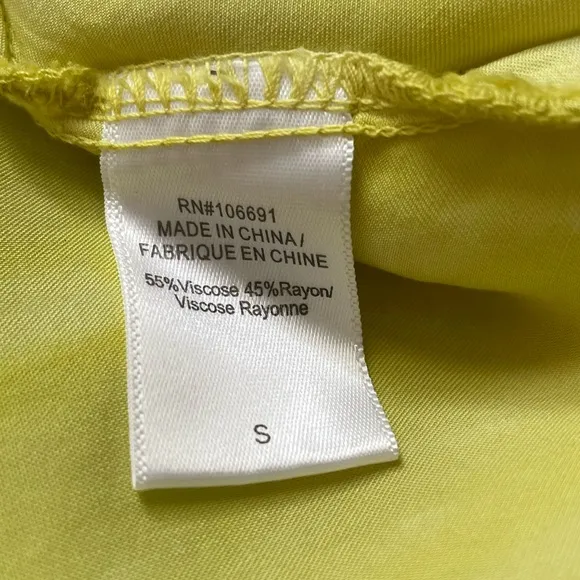 RN#106691
MADE IN CHINA/
FABRIQUE EN CHINE
55%Viscose 45%Rayon/
Viscose Rayonne
S